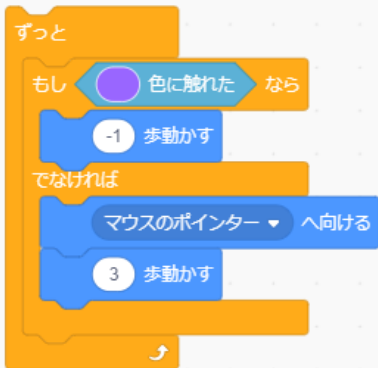 ずっと
もし 色に触れた なら
-1 歩動かす
でなければ
マウスのポインター へ向ける
3 歩動かす